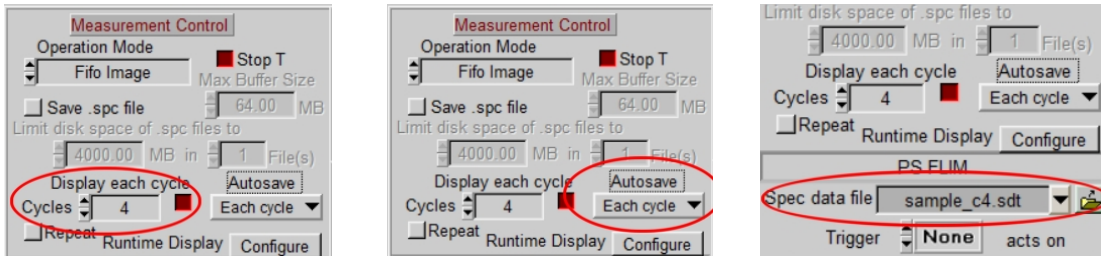 Measurement Control
Operation Mode
Stop T
Fifo Image
Max Buffer Size
Save .spc file
64.00 MB
Limit disk space of .spc files to
4000.00 MB in 1 File(s)
Display each cycle Autosave
Cycles 4 Each cycle
Repeat Runtime Display Configure
Measurement Control
Operation Mode
Stop T
Fifo Image
Max Buffer Size
Save .spc file
64.00 MB
Limit disk space of .spc files to
4000.00 MB in 1 File(s)
Display each cycle Autosave
Cycles 4 Each cycle
Repeat Runtime Display Configure
Limit disk space of .spc files to
4000.00 MB in 1 File(s)
Display each cycle Autosave
Cycles 4 Each cycle
Repeat Runtime Display Configure
PS FLIM
Spec data file sample_c4.sdt
Trigger None acts on